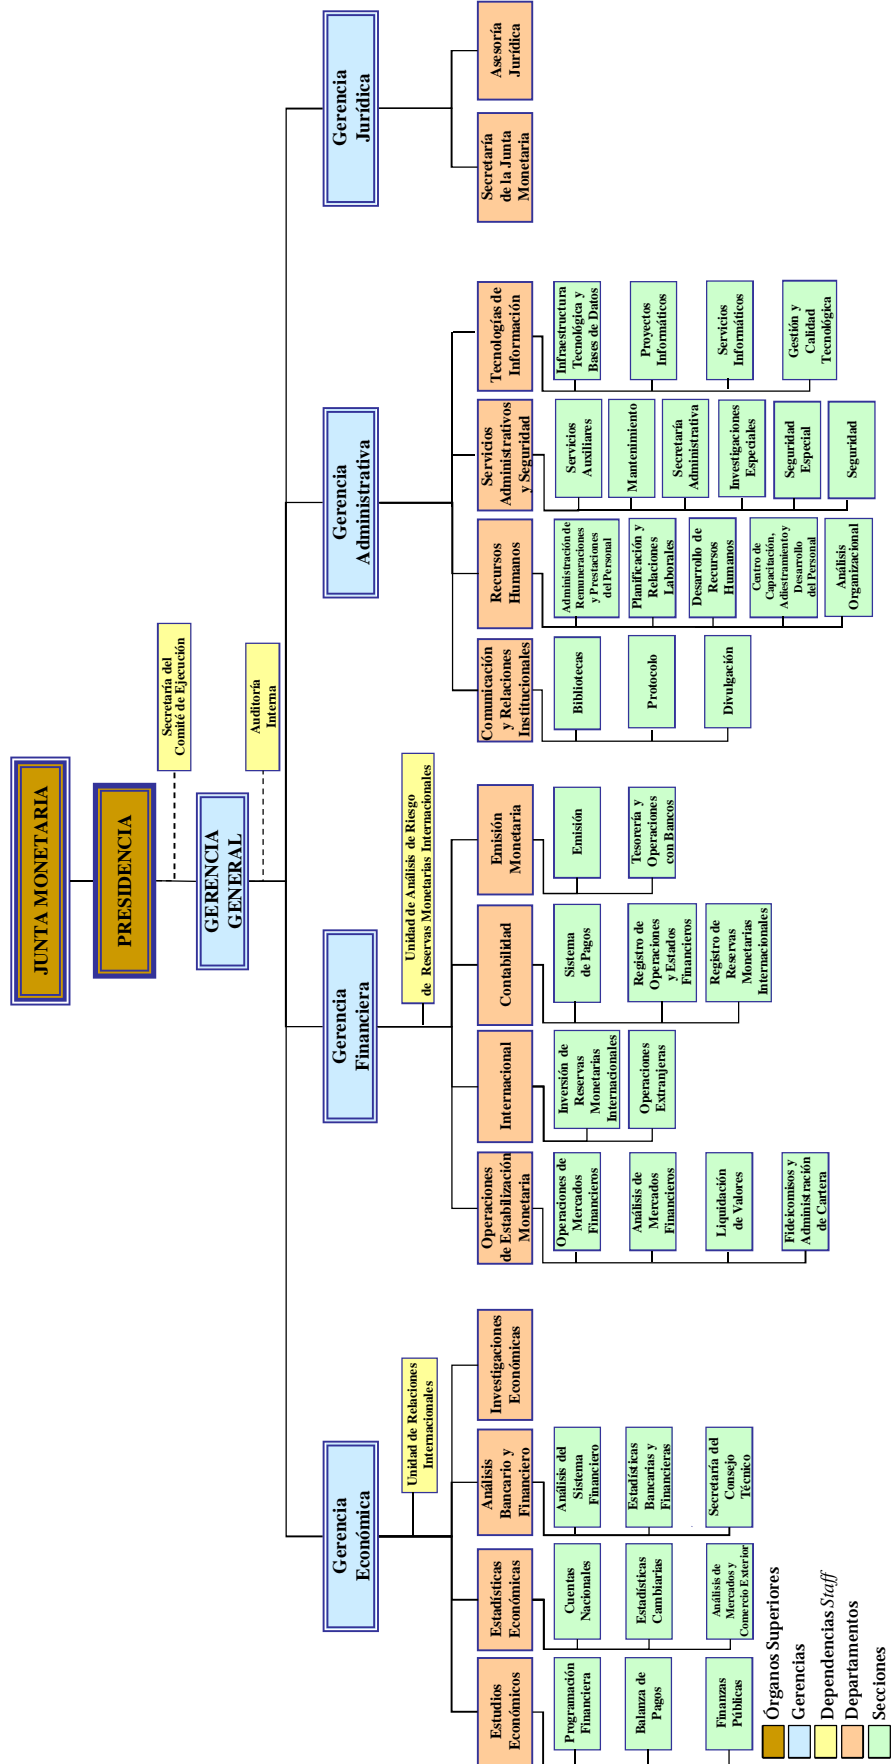 JUNTA MONETARIA
PRESIDENCIA
Secretaría del
Comité de Ejecución
GERENCIA
GENERAL
Auditoría
Interna
Gerencia
Económica
Gerencia
Financiera
Gerencia
Administrativa
Gerencia
Jurídica
Unidad de Relaciones
Internacionales
Unidad de Análisis de Riesgo
de Reservas Monetarias Internacionales
Estudios
Económicos
Programación
Financiera
Balanza de
Pagos
Finanzas
Públicas
Estadísticas
Económicas
Cuentas
Nacionales
Estadísticas
Cambiarias
Análisis de
Mercados y
Comercio Exterior
Análisis
Bancario y
Financiero
Análisis del
Sistema
Financiero
Estadísticas
Bancarias y
Financieras
Secretaría del
Consejo
Técnico
Investigaciones
Económicas
Operaciones
de Estabilización
Monetaria
Operaciones de
Mercados
Financieros
Análisis de
Mercados
Financieros
Liquidación
de Valores
Fideicomisos y
Administración
de Cartera
Internacional
Inversión de
Reservas
Monetarias
Internacionales
Operaciones
Extranjeras
Contabilidad
Sistema
de Pagos
Registro de
Operaciones
y Estados
Financieros
Registro de
Reservas
Monetarias
Internacionales
Emisión
Monetaria
Emisión
Tesorería y
Operaciones
con Bancos
Comunicación
y Relaciones
Institucionales
Bibliotecas
Protocolo
Divulgación
Recursos
Humanos
Administración de
Remuneraciones
y Prestaciones
del Personal
Planificación y
Relaciones
Laborales
Desarrollo de
Recursos
Humanos
Centro de
Capacitación,
Adiestramiento y
Desarrollo
del Personal
Análisis
Organizacional
Servicios
Administrativos
y Seguridad
Servicios
Auxiliares
Mantenimiento
Secretaría
Administrativa
Investigaciones
Especiales
Seguridad
Especial
Seguridad
Tecnologías de
Información
Infraestructura
Tecnológica y
Bases de Datos
Proyectos
Informáticos
Servicios
Informáticos
Gestión y
Calidad
Tecnológica
Secretaría
de la Junta
Monetaria
Asesoría
Jurídica
Órganos Superiores
Gerencias
Dependencias Staff
Departamentos
Secciones